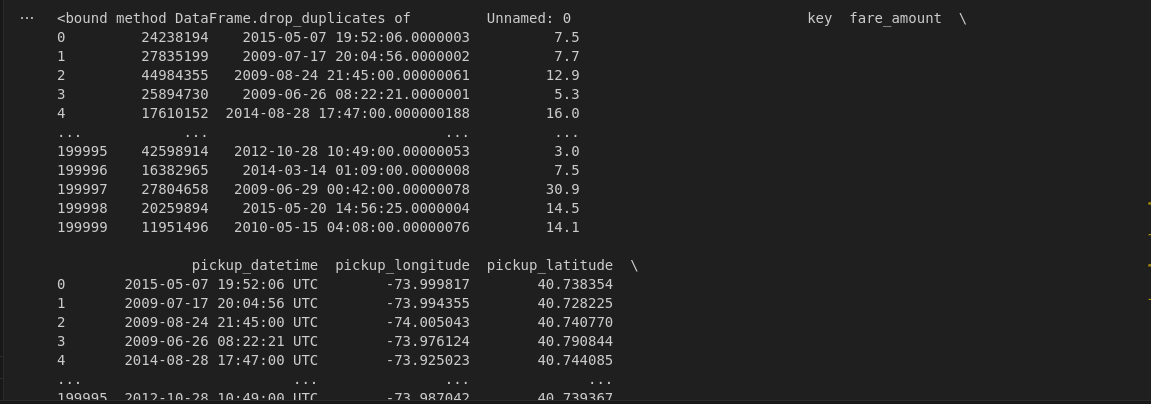 ... <bound method DataFrame.drop_duplicates of         Unnamed: 0                            key  fare_amount  \
0         24238194    2015-05-07 19:52:06.0000003          7.5
1         27835199    2009-07-17 20:04:56.0000002          7.7
2         44984355   2009-08-24 21:45:00.00000061         12.9
3         25894730    2009-06-26 08:22:21.0000001          5.3
4         17610152  2014-08-28 17:47:00.000000188         16.0
...            ...                            ...          ...
199995    42598914   2012-10-28 10:49:00.00000053          3.0
199996    16382965    2014-03-14 01:09:00.0000008          7.5
199997    27804658   2009-06-29 00:42:00.00000078         30.9
199998    20259894    2015-05-20 14:56:25.0000004         14.5
199999    11951496   2010-05-15 04:08:00.00000076         14.1
                pickup_datetime  pickup_longitude  pickup_latitude  \
0       2015-05-07 19:52:06 UTC        -73.999817        40.738354
1       2009-07-17 20:04:56 UTC        -73.994355        40.728225
2       2009-08-24 21:45:00 UTC        -74.005043        40.740770
3       2009-06-26 08:22:21 UTC        -73.976124        40.790844
4       2014-08-28 17:47:00 UTC        -73.925023        40.744085
...                         ...               ...              ...
199995  2012-10-28 10:49:00 UTC        -73.987042        40.739367